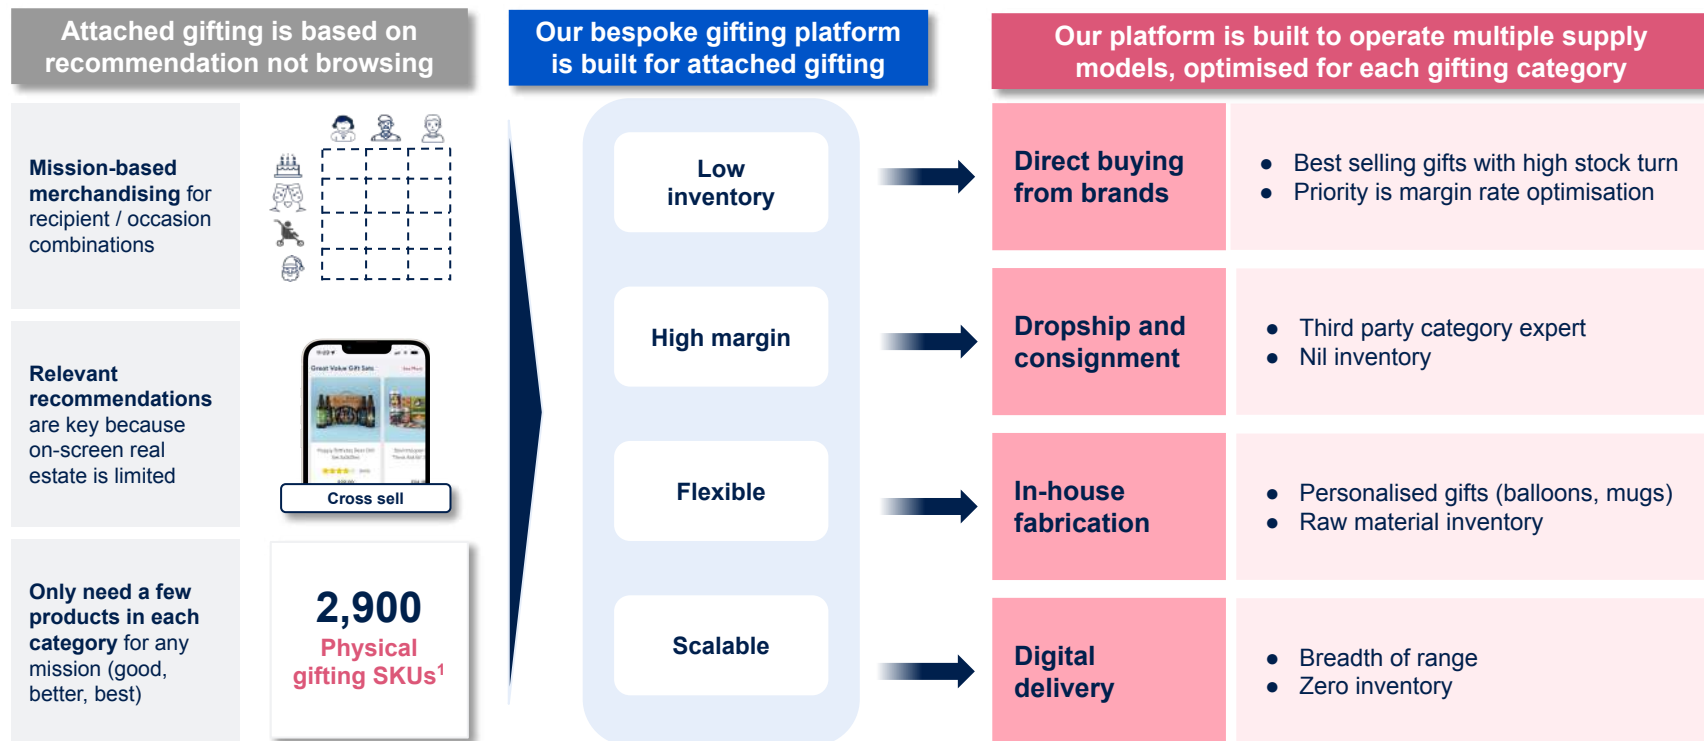 Attached gifting is based on
recommendation not browsing
Mission-based
merchandising for
recipient / occasion
combinations
Relevant
recommendations
are key because
on-screen real
estate is limited
Great Value Gift Sets
Cross sell
Only need a few
products in each
category for any
mission (good,
better, best)
2,900
Physical
gifting SKUs¹
Our bespoke gifting platform
is built for attached gifting
Low
inventory
High margin
Flexible
Scalable
Our platform is built to operate multiple supply
models, optimised for each gifting category
Direct buying
from brands
● Best selling gifts with high stock turn
● Priority is margin rate optimisation
Dropship and
consignment
● Third party category expert
● Nil inventory
In-house
fabrication
● Personalised gifts (balloons, mugs)
● Raw material inventory
Digital
delivery
● Breadth of range
● Zero inventory